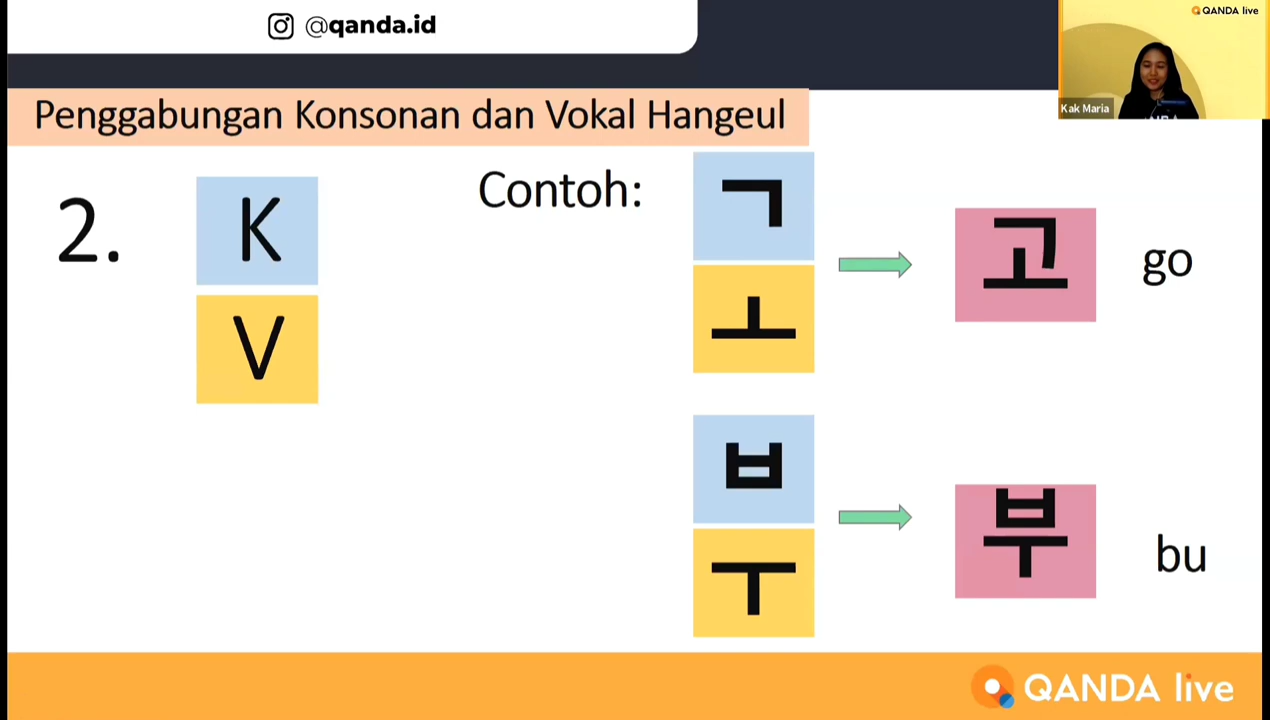 @qanda.id
QANDA live
Kak Maria
Penggabungan Konsonan dan Vokal Hangeul
2.
K
V
Contoh:
ㄱ
ㅗ
고
go
ㅂ
ㅜ
부
bu
QANDA live